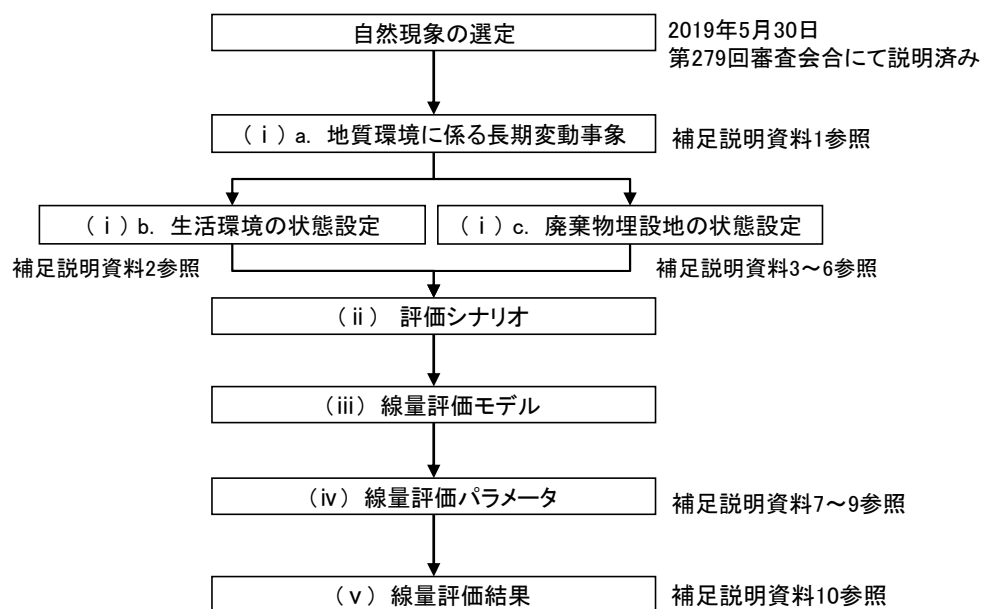 自然現象の選定
2019年5月30日
第279回審査会合にて説明済み
（ⅰ）a. 地質環境に係る長期変動事象
補足説明資料1参照
（ⅰ）b. 生活環境の状態設定
（ⅰ）c. 廃棄物埋設地の状態設定
補足説明資料2参照
補足説明資料3～6参照
（ⅱ） 評価シナリオ
（ⅲ）線量評価モデル
（ⅳ）線量評価パラメータ
補足説明資料7～9参照
（ⅴ）線量評価結果
補足説明資料10参照